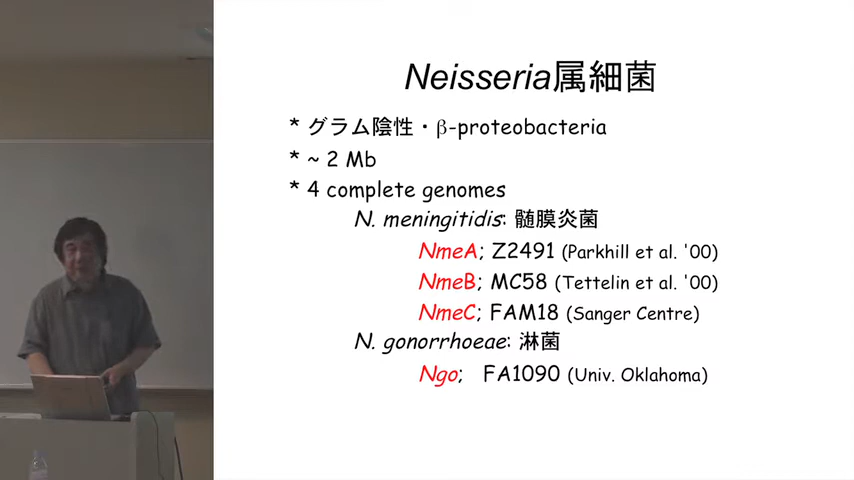 Neisseria属細菌
* グラム陰性・β-proteobacteria
* ~ 2 Mb
* 4 complete genomes
N. meningitidis: 髄膜炎菌
NmeA; Z2491 (Parkhill et al. '00)
NmeB; MC58 (Tettelin et al. '00)
NmeC; FAM18 (Sanger Centre)
N. gonorrhoeae: 淋菌
Ngo; FA1090 (Univ. Oklahoma)